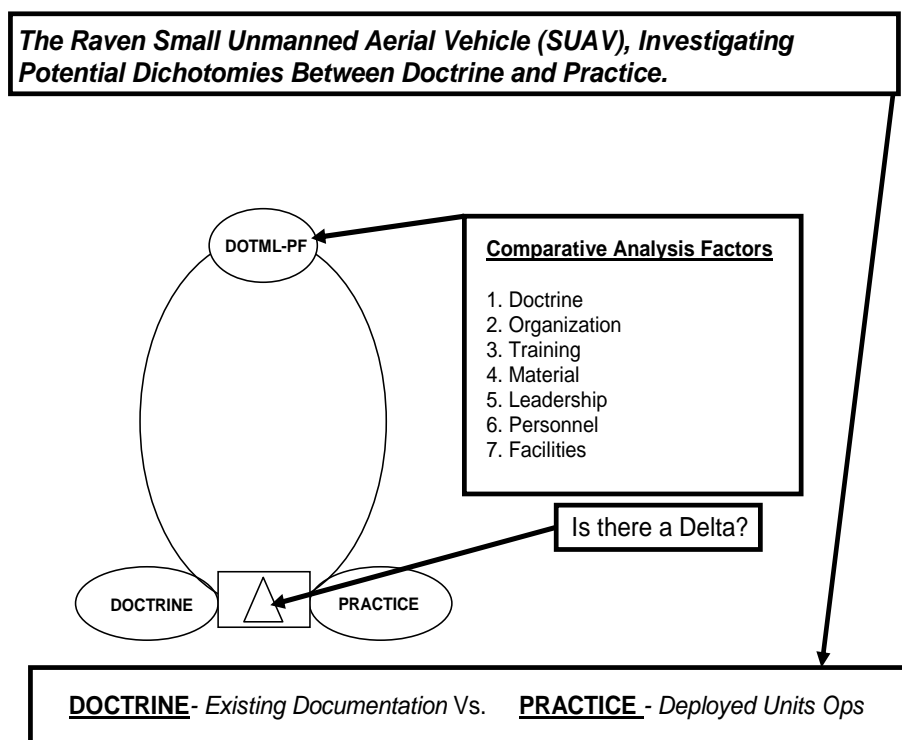 The Raven Small Unmanned Aerial Vehicle (SUAV), Investigating
Potential Dichotomies Between Doctrine and Practice.
DOTML-PF
Comparative Analysis Factors
1. Doctrine
2. Organization
3. Training
4. Material
5. Leadership
6. Personnel
7. Facilities
Is there a Delta?
DOCTRINE
PRACTICE
DOCTRINE- Existing Documentation Vs. PRACTICE - Deployed Units Ops